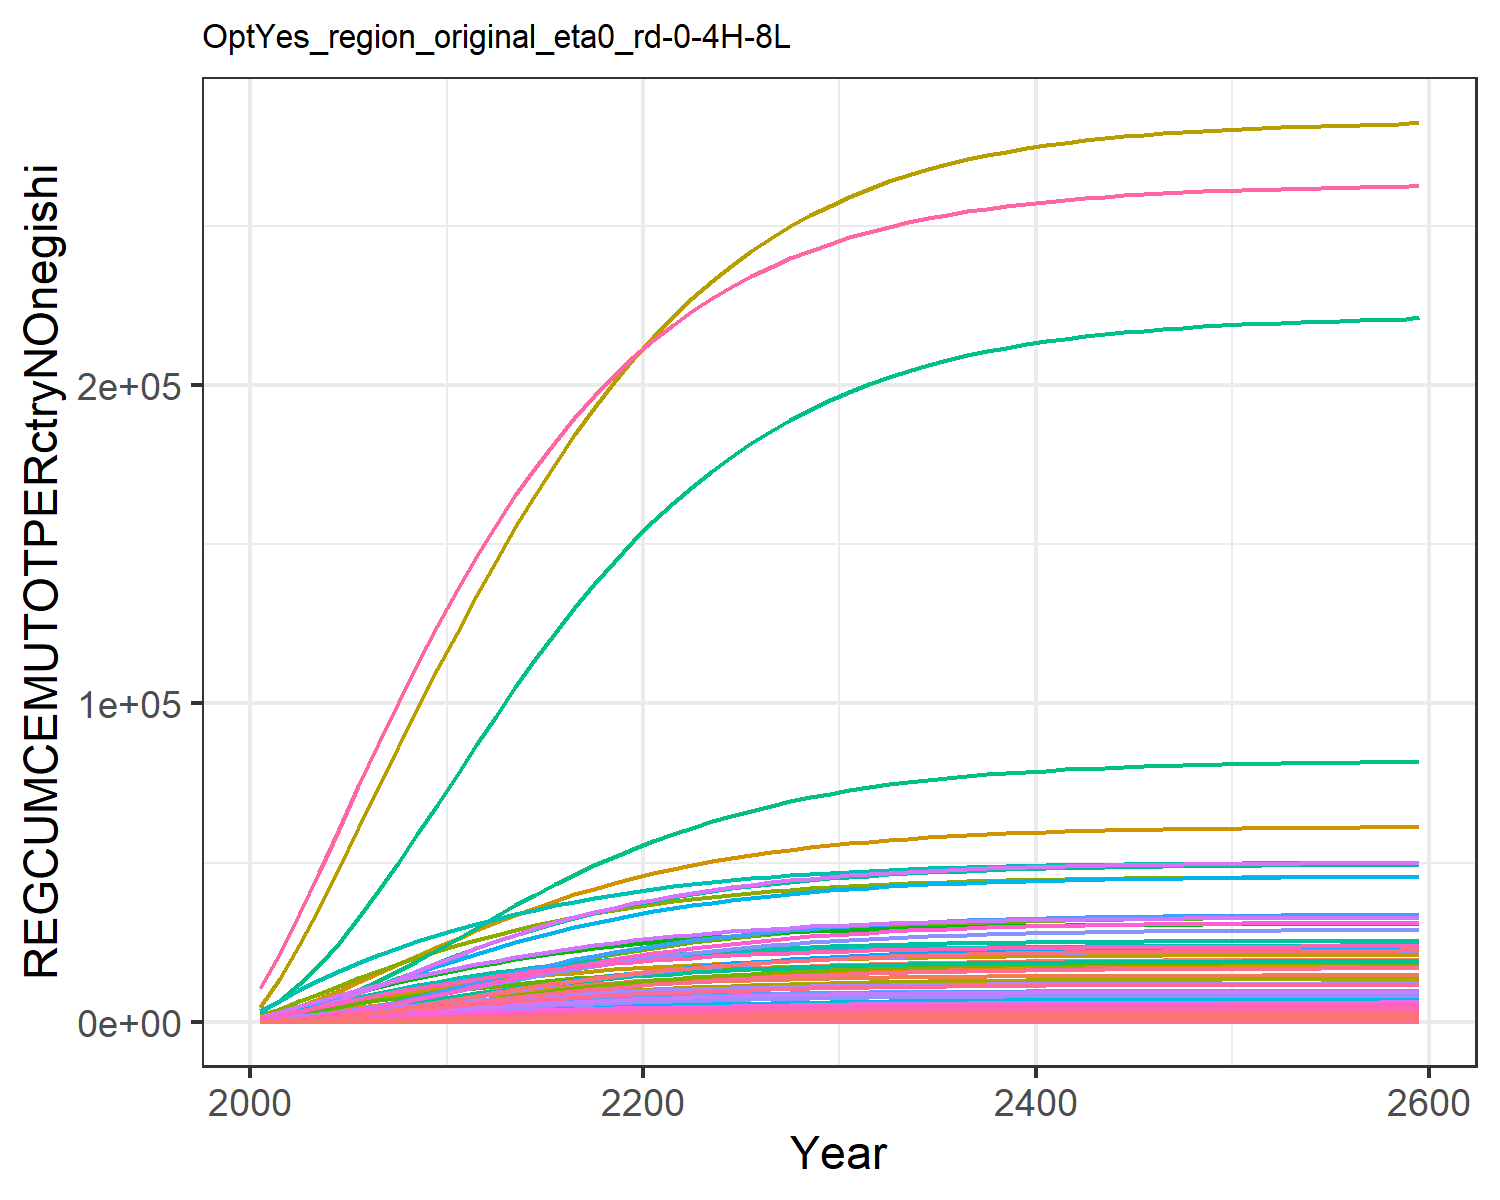 OptYes_region_original_eta0_rd-0-4H-8L
REGCUMCEMUTOTPERctryNOnegishi
2e+05
1e+05
0e+00
2000 2200 2400 2600
Year